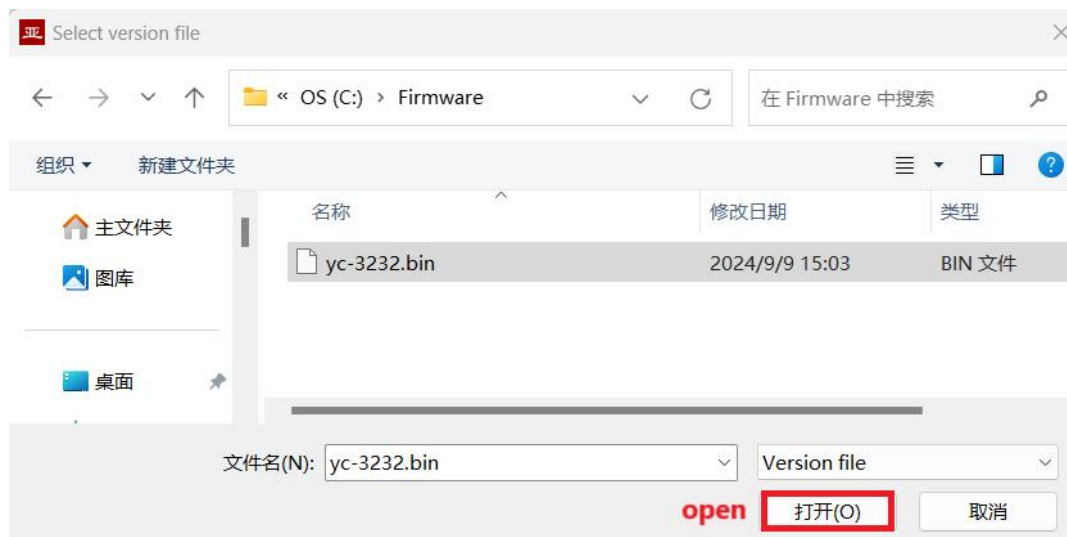 亚 Select version file
« OS (C:) › Firmware 在 Firmware 中搜索
组织 新建文件夹
名称 修改日期 类型
主文件夹
yc-3232.bin 2024/9/9 15:03 BIN 文件
图库
桌面
文件名(N): yc-3232.bin Version file
open 打开(O) 取消